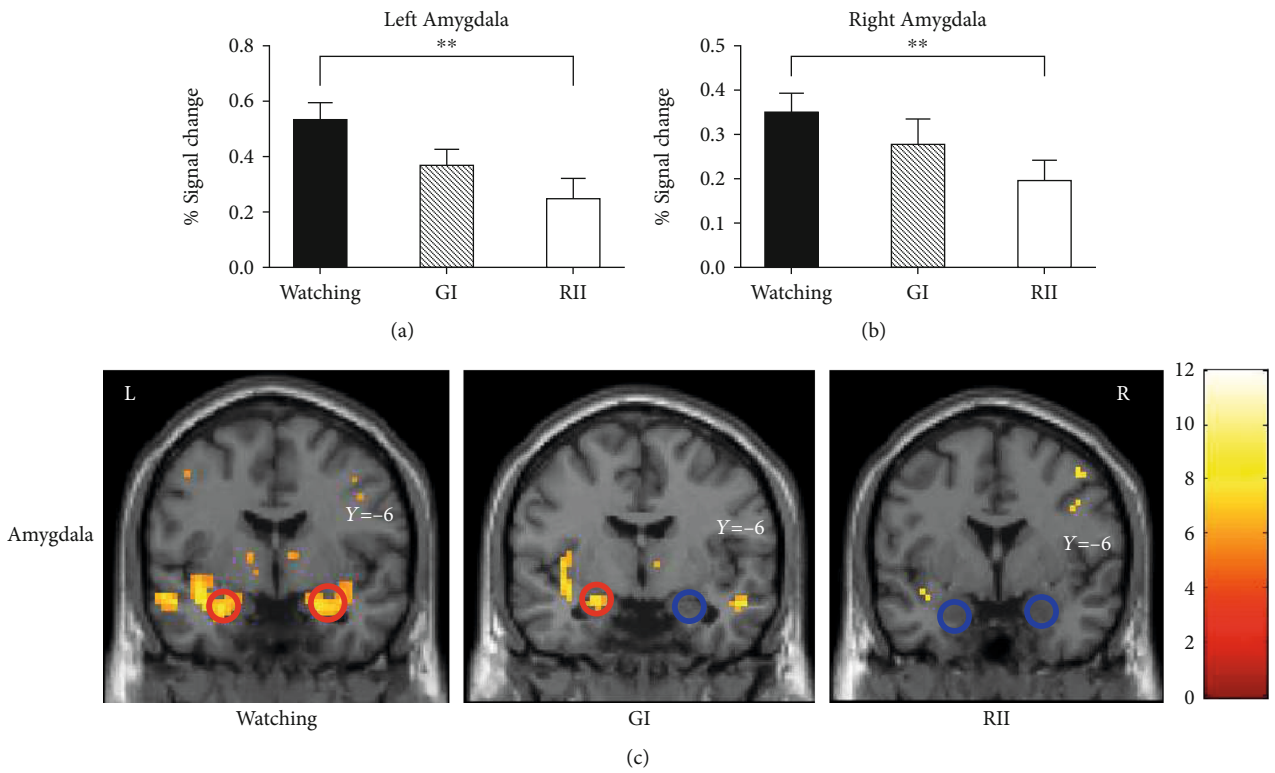 Left Amygdala
**
% Signal change
0.8
0.6
0.4
0.2
0.0
Watching GI RII
(a)
Right Amygdala
**
% Signal change
0.5
0.4
0.3
0.2
0.1
0.0
Watching GI RII
(b)
Amygdala
L
Y=–6
Watching
Y=–6
GI
R
Y=–6
RII
12
10
8
6
4
2
0
(c)